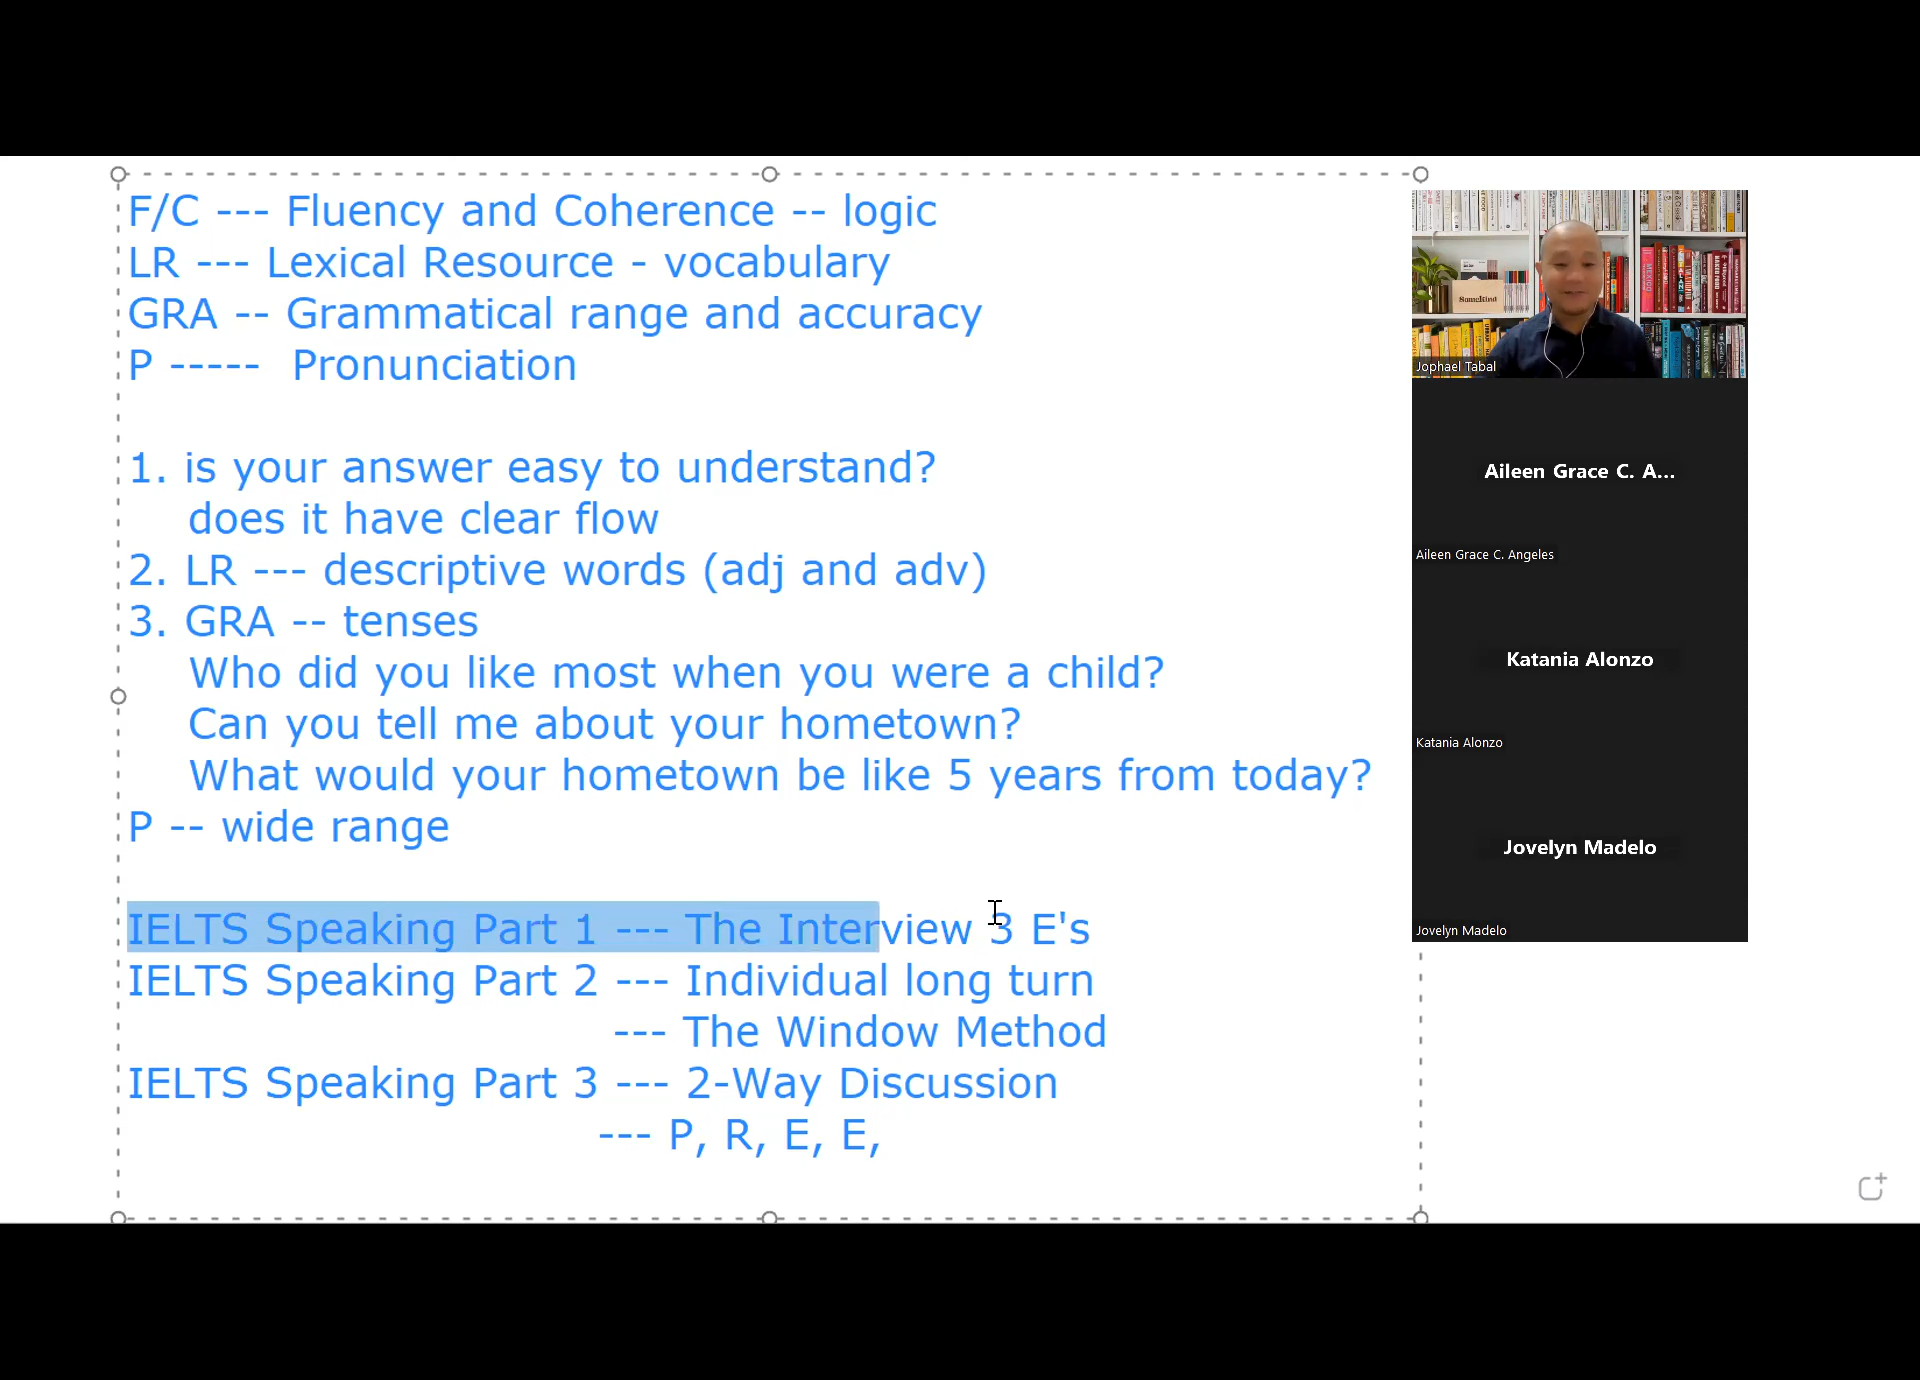 F/C --- Fluency and Coherence -- logic
LR --- Lexical Resource - vocabulary
GRA -- Grammatical range and accuracy
P ----- Pronunciation
1. is your answer easy to understand?
does it have clear flow
2. LR --- descriptive words (adj and adv)
3. GRA -- tenses
Who did you like most when you were a child?
Can you tell me about your hometown?
What would your hometown be like 5 years from today?
P -- wide range
IELTS Speaking Part 1 --- The Interview 3 E's
IELTS Speaking Part 2 --- Individual long turn
--- The Window Method
IELTS Speaking Part 3 --- 2-Way Discussion
--- P, R, E, E,
Jophael Tabal
Aileen Grace C. A...
Aileen Grace C. Angeles
Katania Alonzo
Katania Alonzo
Jovelyn Madelo
Jovelyn Madelo